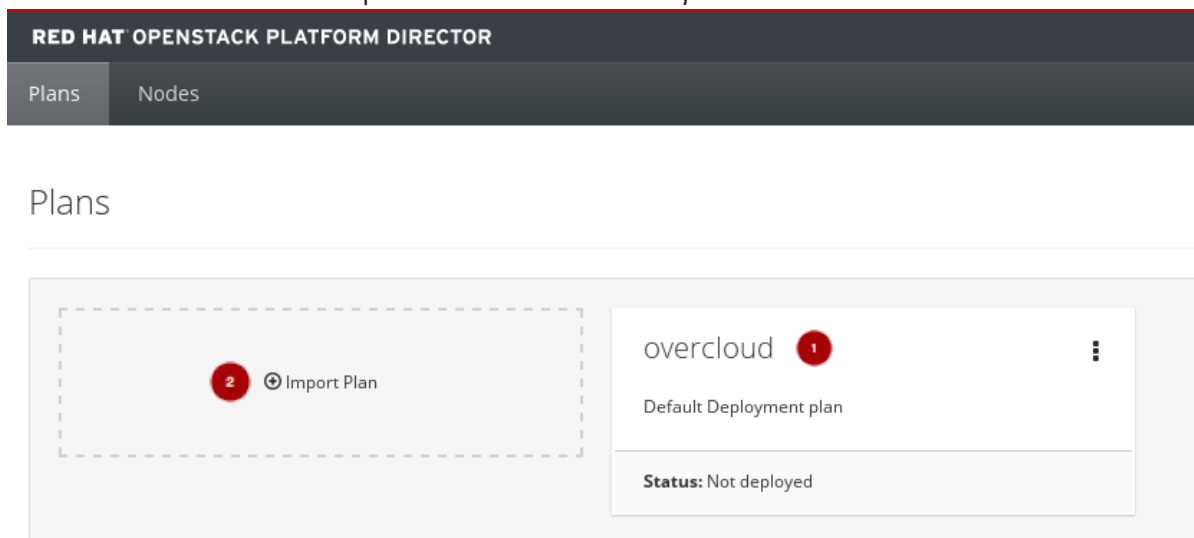 RED HAT OPENSTACK PLATFORM DIRECTOR
Plans Nodes
Plans
2 Import Plan
overcloud 1
Default Deployment plan
Status: Not deployed